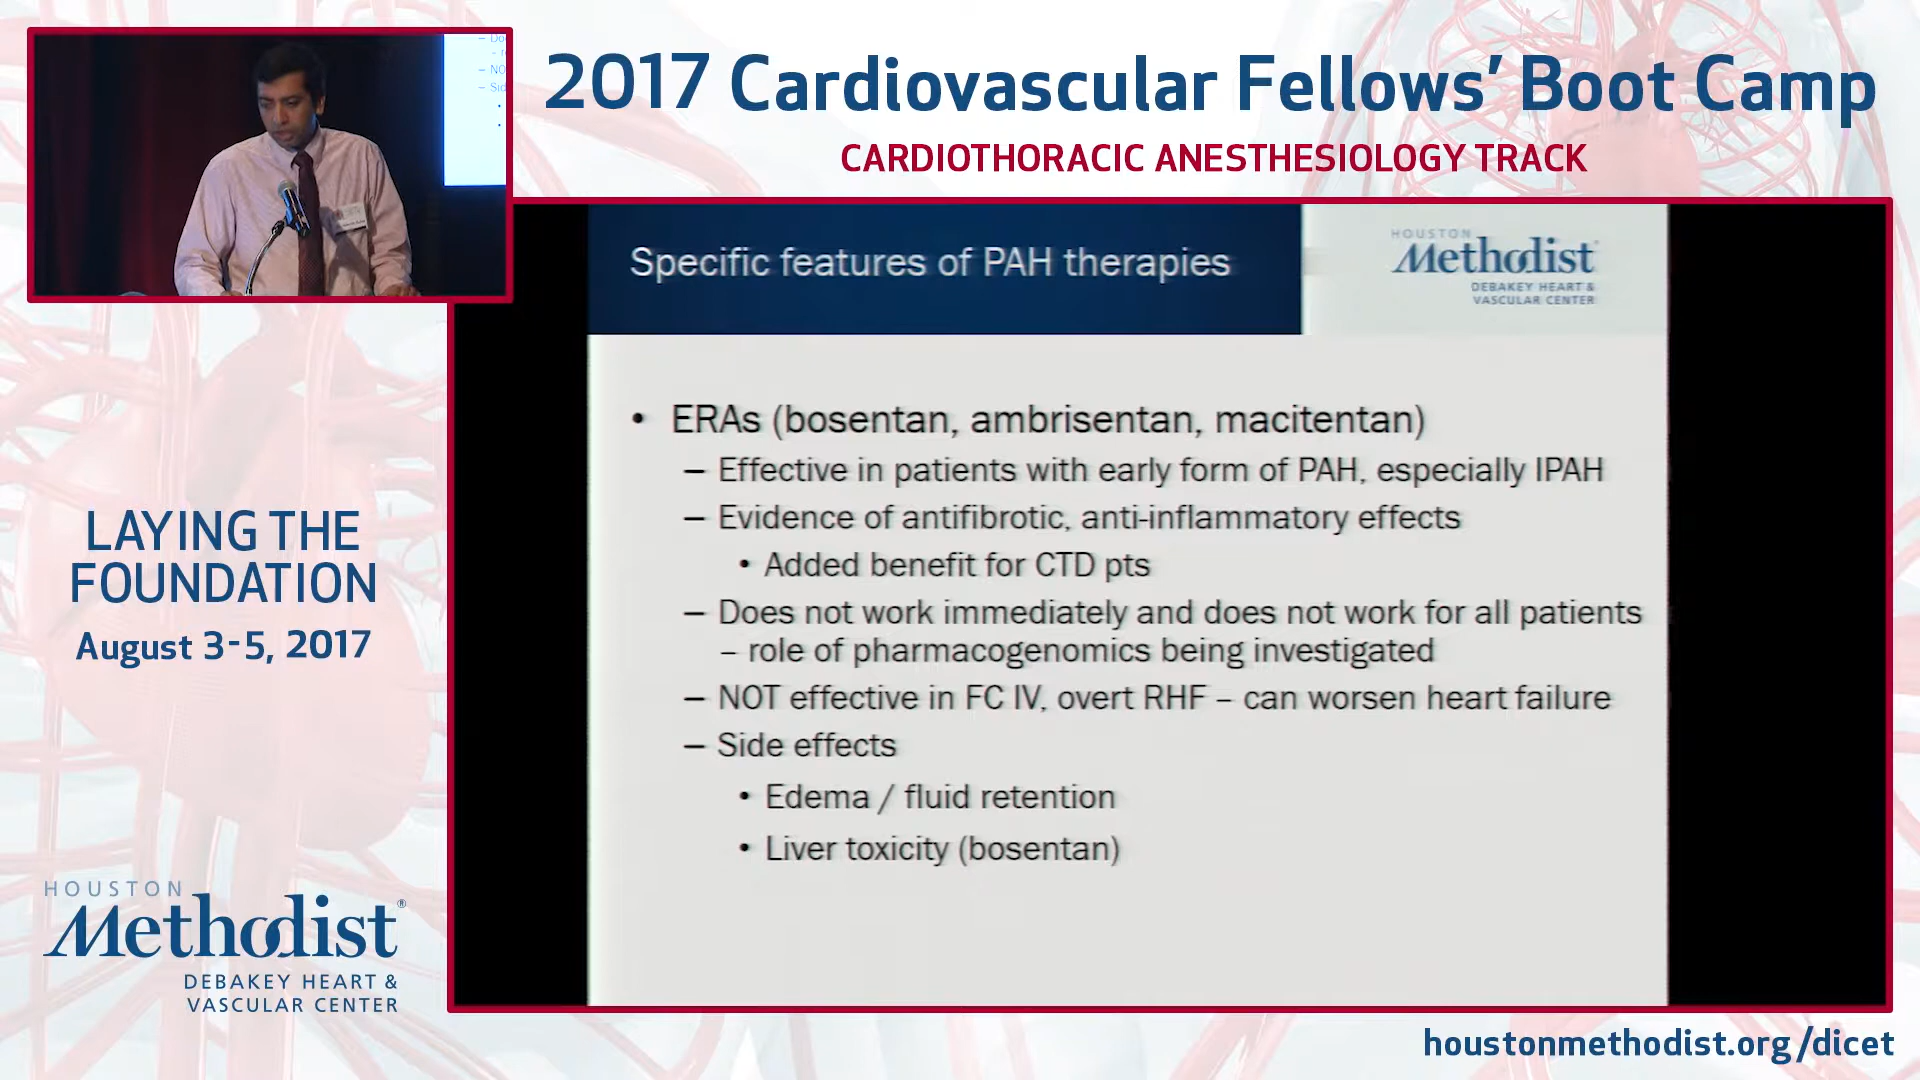 2017 Cardiovascular Fellows’ Boot Camp
CARDIOTHORACIC ANESTHESIOLOGY TRACK
Specific features of PAH therapies
HOUSTON
Methodist
DEBAKEY HEART &
VASCULAR CENTER
• ERAs (bosentan, ambrisentan, macitentan)
– Effective in patients with early form of PAH, especially IPAH
– Evidence of antifibrotic, anti-inflammatory effects
• Added benefit for CTD pts
– Does not work immediately and does not work for all patients
– role of pharmacogenomics being investigated
– NOT effective in FC IV, overt RHF – can worsen heart failure
– Side effects
• Edema / fluid retention
• Liver toxicity (bosentan)
LAYING THE
FOUNDATION
August 3-5, 2017
HOUSTON
Methodist®
DEBAKEY HEART &
VASCULAR CENTER
houstonmethodist.org/dicet